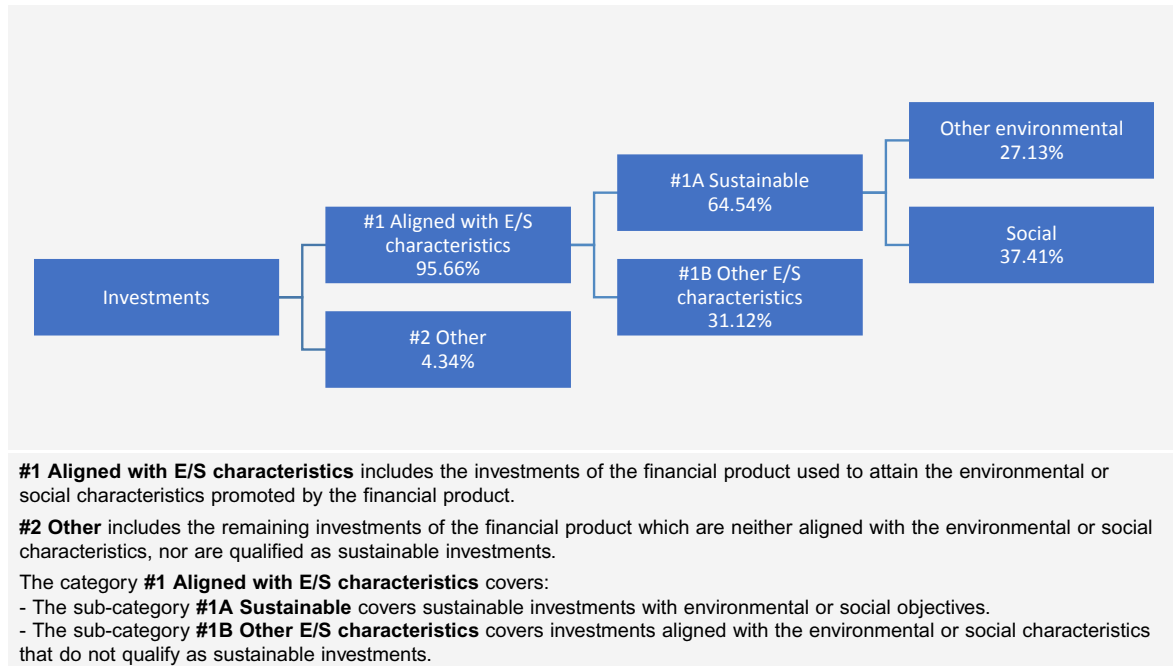 Investments
#1 Aligned with E/S
characteristics
95.66%
#2 Other
4.34%
#1A Sustainable
64.54%
#1B Other E/S
characteristics
31.12%
Other environmental
27.13%
Social
37.41%
#1 Aligned with E/S characteristics includes the investments of the financial product used to attain the environmental or
social characteristics promoted by the financial product.
#2 Other includes the remaining investments of the financial product which are neither aligned with the environmental or social
characteristics, nor are qualified as sustainable investments.
The category #1 Aligned with E/S characteristics covers:
- The sub-category #1A Sustainable covers sustainable investments with environmental or social objectives.
- The sub-category #1B Other E/S characteristics covers investments aligned with the environmental or social characteristics
that do not qualify as sustainable investments.